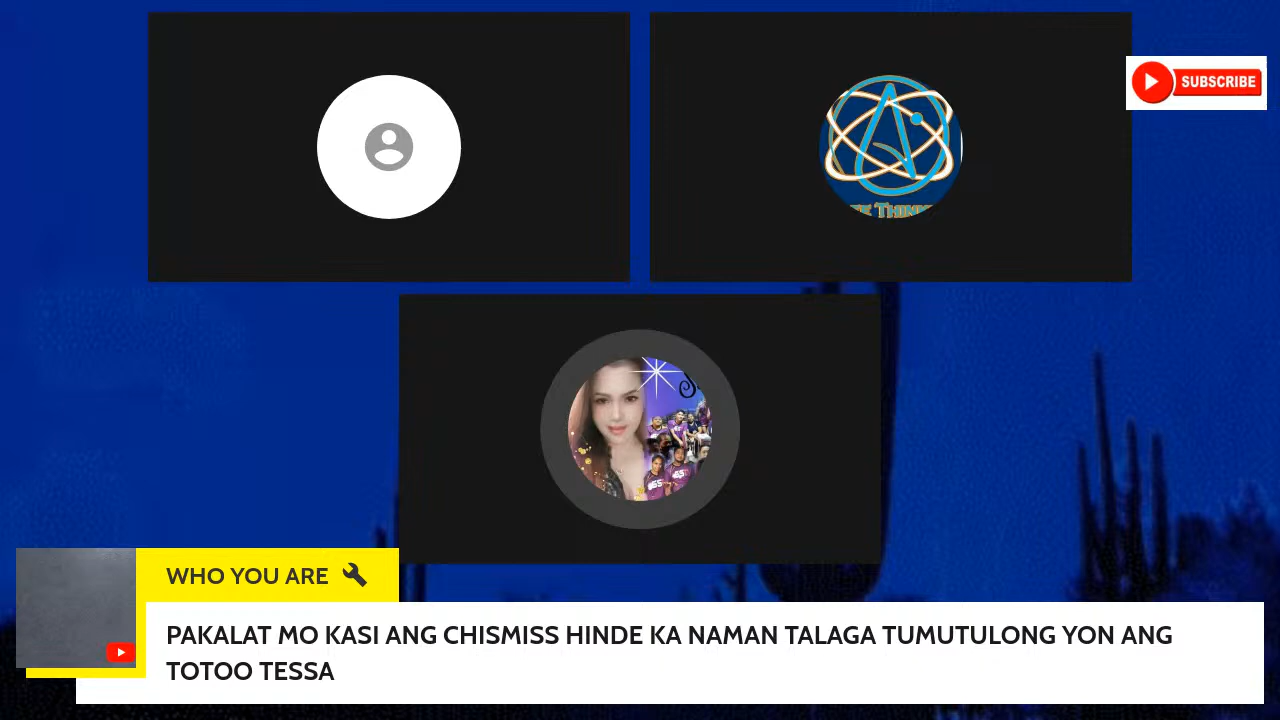 SUBSCRIBE
WHO YOU ARE
PAKALAT MO KASI ANG CHISMISS HINDE KA NAMAN TALAGA TUMUTULONG YON ANG
TOTOO TESSA